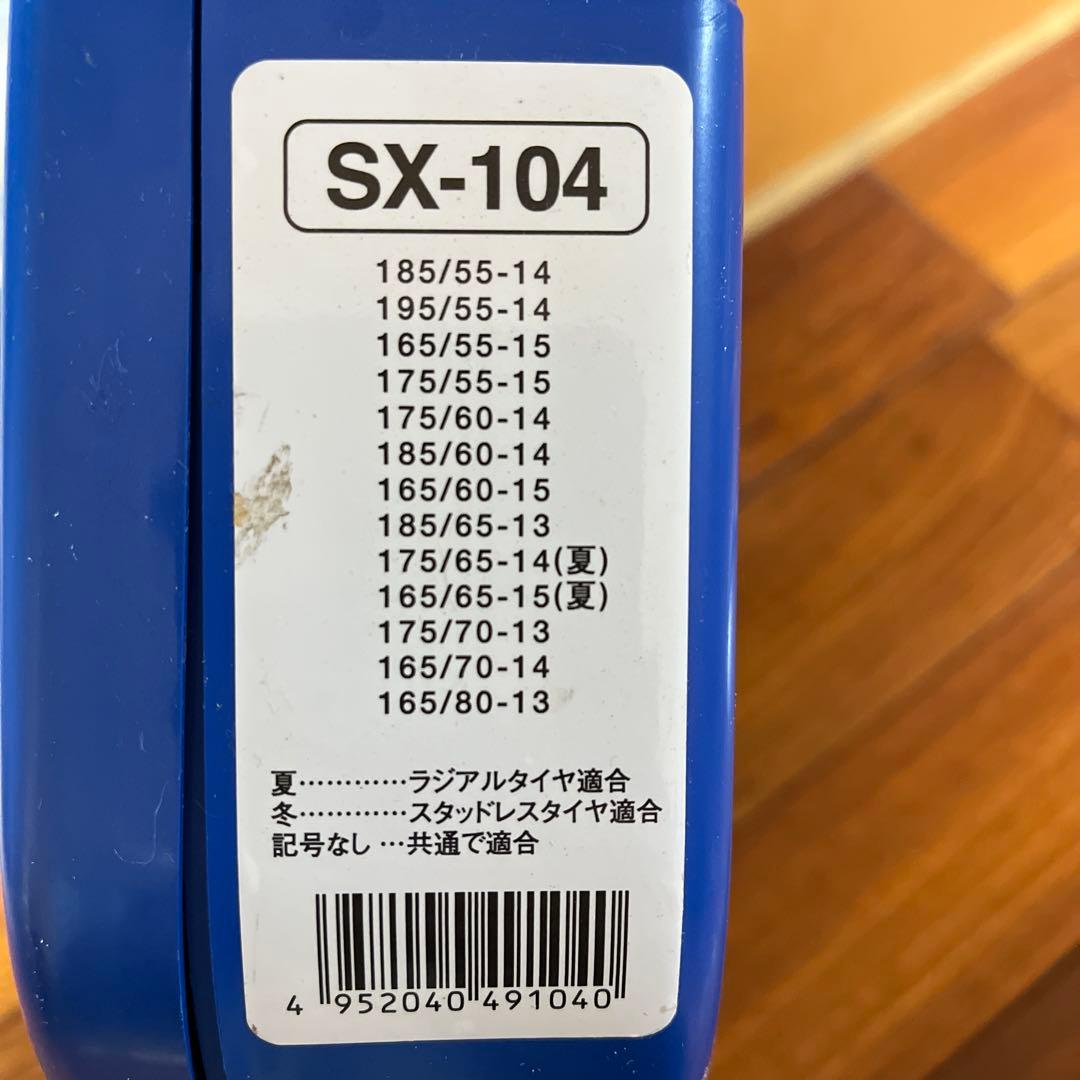 SX-104
185/55-14
195/55-14
165/55-15
175/55-15
175/60-14
185/60-14
165/60-15
185/65-13
175/65-14(夏)
165/65-15(夏)
175/70-13
165/70-14
165/80-13
夏…………ラジアルタイヤ適合
冬…………スタッドレスタイヤ適合
記号なし…共通で適合
4 952040 491040